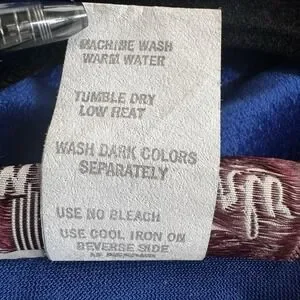 MACHINE WASH
WARM WATER
TUMBLE DRY
LOW HEAT
WASH DARK COLORS
SEPARATELY
USE NO BLEACH
USE COOL IRON ON
REVERSE SIDE